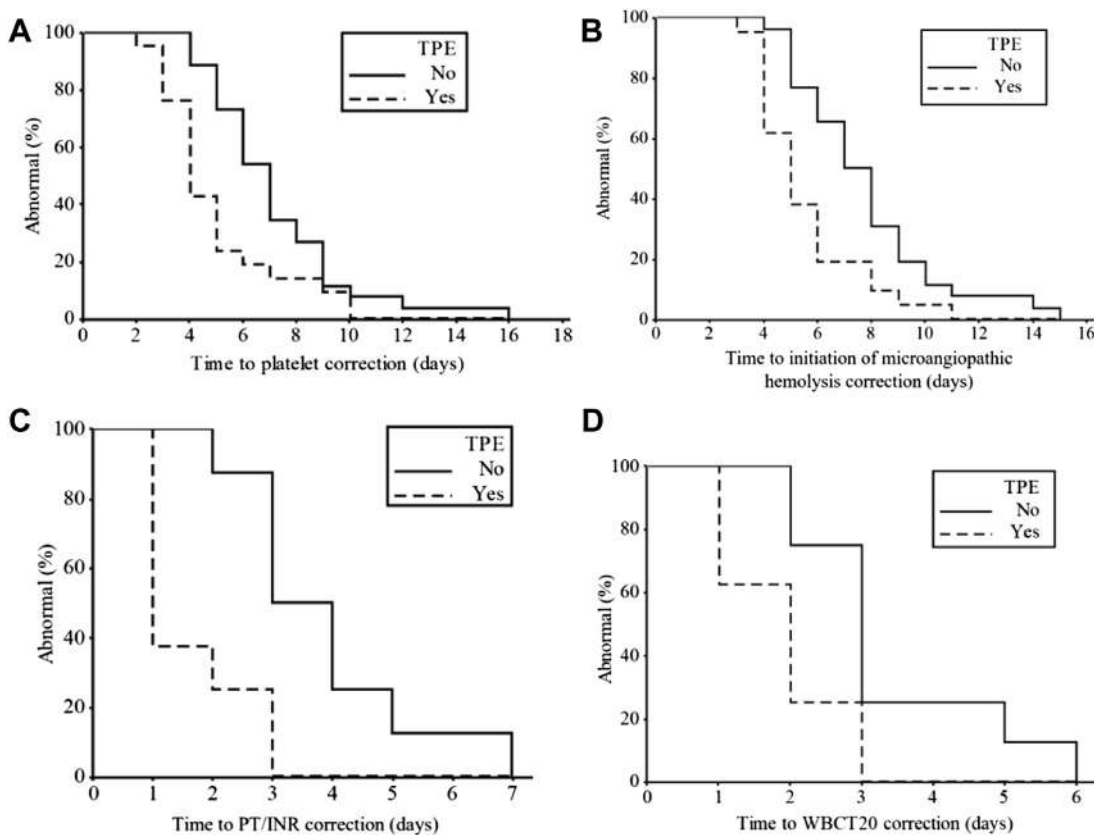 A
Abnormal (%)
100
80
60
40
20
0
TPE
No
Yes
0 2 4 6 8 10 12 14 16 18
Time to platelet correction (days)
B
Abnormal (%)
100
80
60
40
20
0
TPE
No
Yes
0 2 4 6 8 10 12 14 16
Time to initiation of microangiopathic
hemolysis correction (days)
C
Abnormal (%)
100
80
60
40
20
0
TPE
No
Yes
0 1 2 3 4 5 6 7
Time to PT/INR correction (days)
D
Abnormal (%)
100
80
60
40
20
0
TPE
No
Yes
0 1 2 3 4 5 6
Time to WBCT20 correction (days)